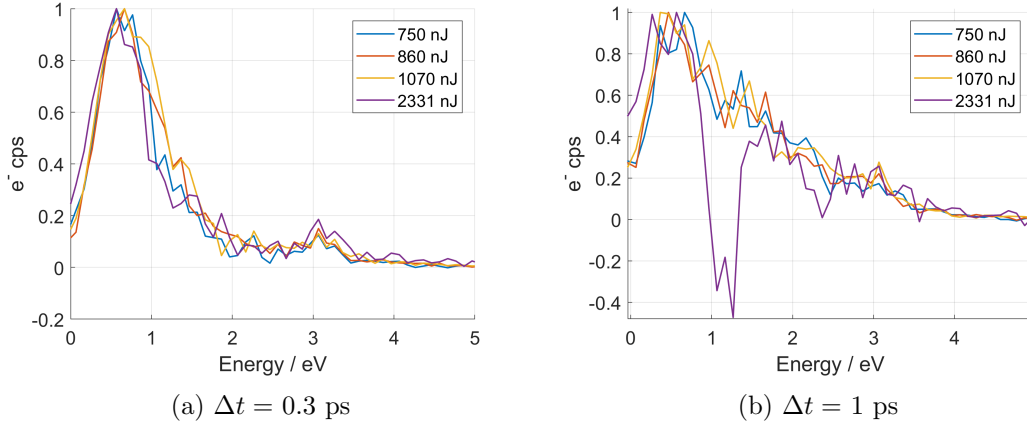 1
0.8
0.6
0.4
0.2
0
-0.2
e⁻ cps
0 1 2 3 4 5
Energy / eV
750 nJ
860 nJ
1070 nJ
2331 nJ
(a) Δt = 0.3 ps
1
0.8
0.6
0.4
0.2
0
-0.2
-0.4
e⁻ cps
0 1 2 3 4
Energy / eV
750 nJ
860 nJ
1070 nJ
2331 nJ
(b) Δt = 1 ps